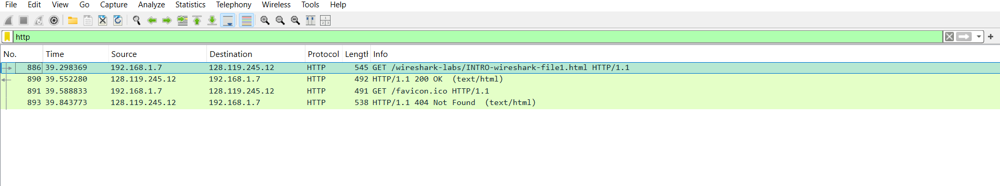 File Edit View Go Capture Analyze Statistics Telephony Wireless Tools Help
http
No. Time Source Destination Protocol Length Info
886 39.298369 192.168.1.7 128.119.245.12 HTTP 545 GET /wireshark-labs/INTRO-wireshark-file1.html HTTP/1.1
890 39.552280 128.119.245.12 192.168.1.7 HTTP 492 HTTP/1.1 200 OK (text/html)
891 39.588833 192.168.1.7 128.119.245.12 HTTP 491 GET /favicon.ico HTTP/1.1
893 39.843773 128.119.245.12 192.168.1.7 HTTP 538 HTTP/1.1 404 Not Found (text/html)